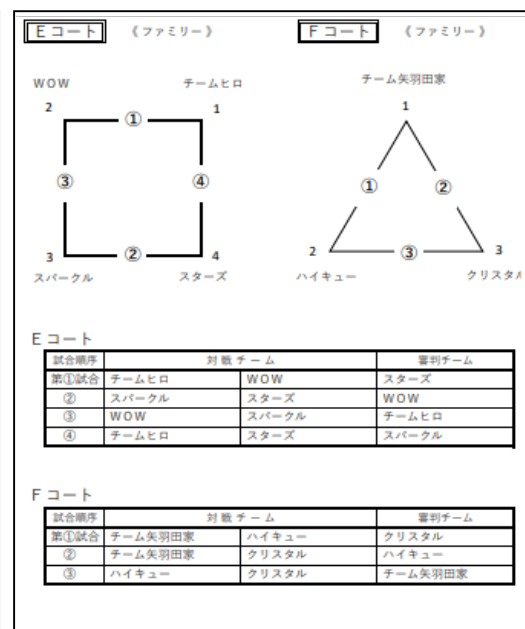 Eコート 《ファミリー》 Fコート 《ファミリー》
WOW チームヒロ チーム矢羽田家
2 ① 1 1
③ ④ ① ②
3 ② 4 2 ③ 3
スパークル スターズ ハイキュー クリスタル
Eコート
試合順序 対戦チーム 審判チーム
第①試合 チームヒロ WOW スターズ
② スパークル スターズ WOW
③ WOW スパークル チームヒロ
④ チームヒロ スターズ スパークル
Fコート
試合順序 対戦チーム 審判チーム
第①試合 チーム矢羽田家 ハイキュー クリスタル
② チーム矢羽田家 クリスタル ハイキュー
③ ハイキュー クリスタル チーム矢羽田家